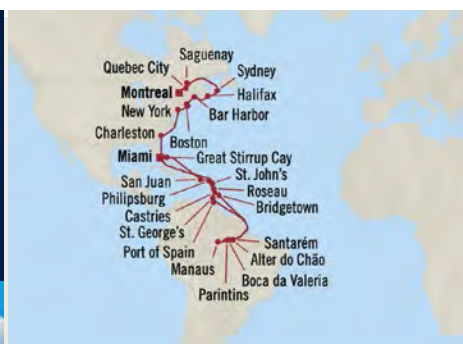 Saguenay
Quebec City
Sydney
Montreal
Halifax
New York
Bar Harbor
Charleston
Boston
Miami
Great Stirrup Cay
St. John's
San Juan
Roseau
Philipsburg
Bridgetown
Castries
St. George's
Port of Spain
Santarém
Manaus
Alter do Chão
Boca da Valeria
Parintins